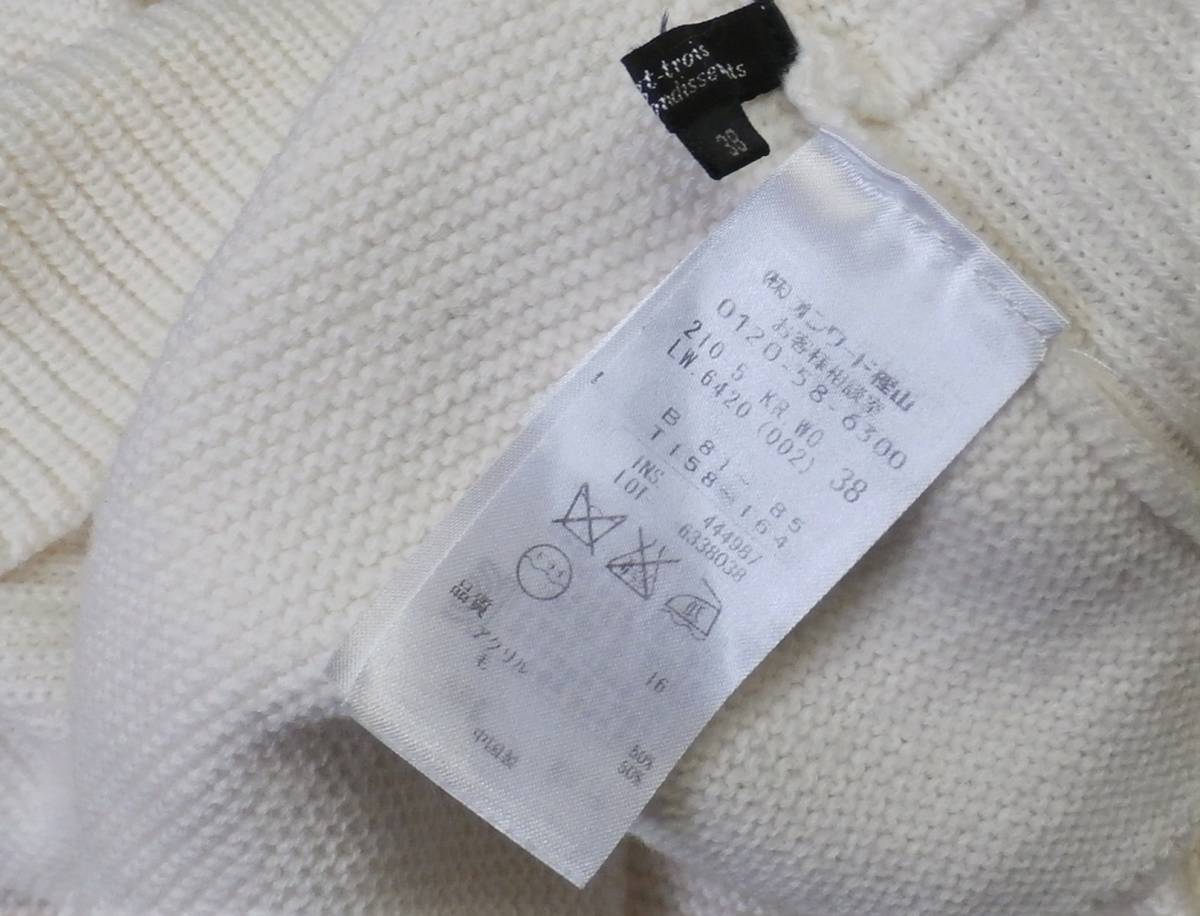 t-trois
ndissements
38
(株)オンワード樫山
お客様相談室
0120-58-6300
210 5 KR WO
LW.6420 (002) 38
B 81~ 85
T158~164
INS 444987
LOT 6338038
品質 16
アクリル 50%
毛 50%
中国製